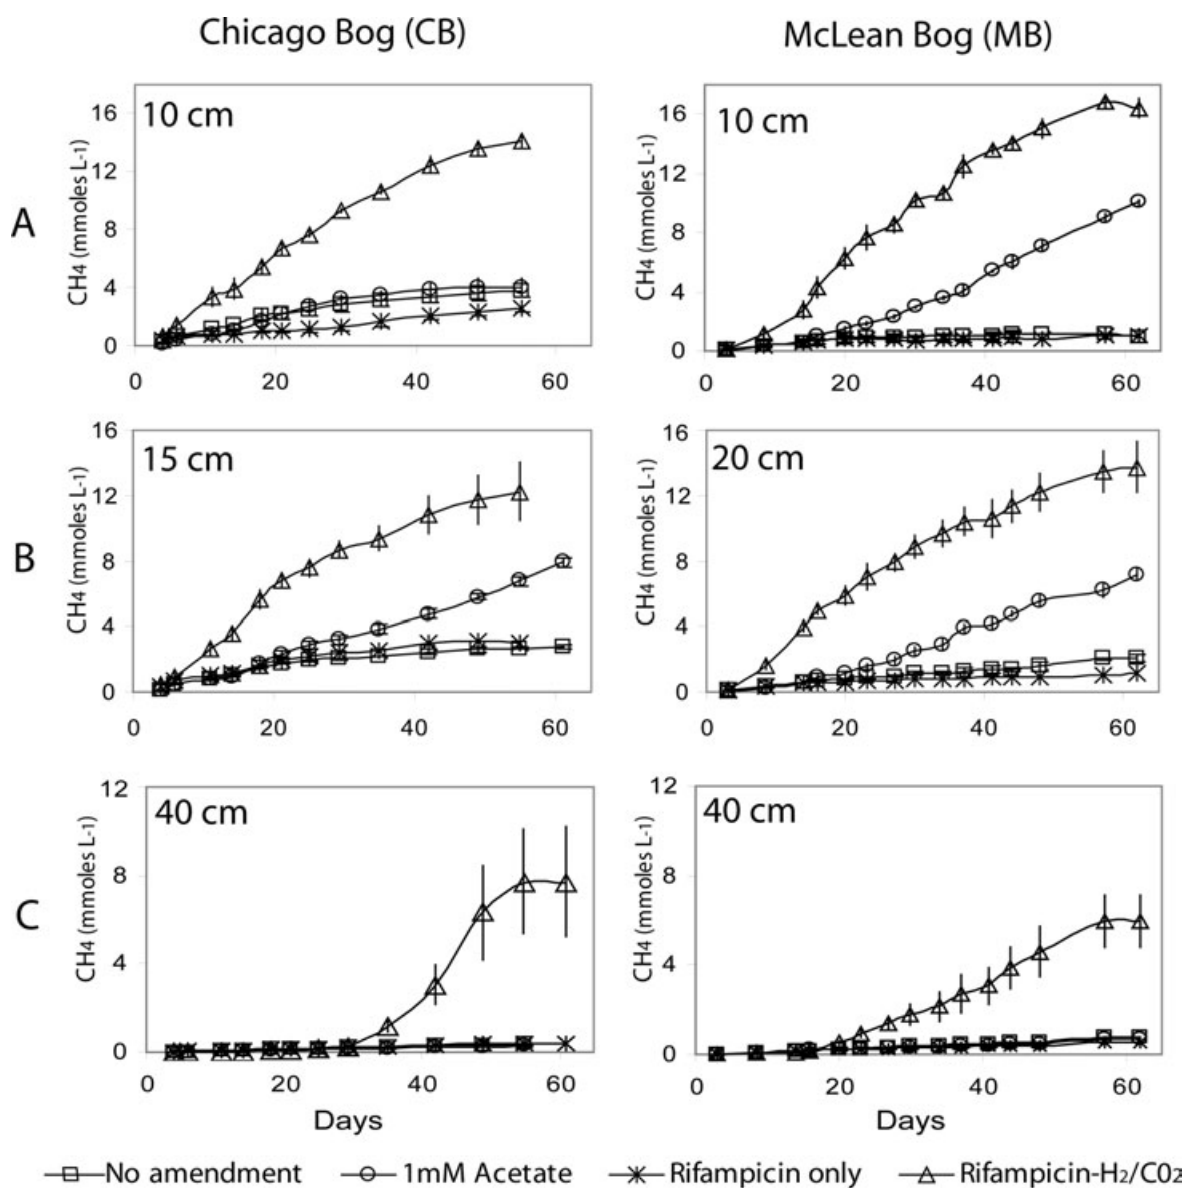 Chicago Bog (CB) McLean Bog (MB)
A
10 cm
CH4 (mmoles L-1)
16
12
8
4
0
0 20 40 60
10 cm
CH4 (mmoles L-1)
16
12
8
4
0
0 20 40 60
B
15 cm
CH4 (mmoles L-1)
16
12
8
4
0
0 20 40 60
20 cm
CH4 (mmoles L-1)
16
12
8
4
0
0 20 40 60
C
40 cm
CH4 (mmoles L-1)
12
8
4
0
0 20 40 60
Days
40 cm
CH4 (mmoles L-1)
12
8
4
0
0 20 40 60
Days
No amendment 1mM Acetate Rifampicin only Rifampicin-H2/CO2